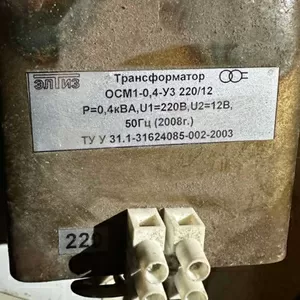 элтиз
Трансформатор
ОСМ1-0,4-У3 220/12
Р=0,4кВА,U1=220В,U2=12В,
50Гц (2008г.)
ТУ У 31.1-31624085-002-2003